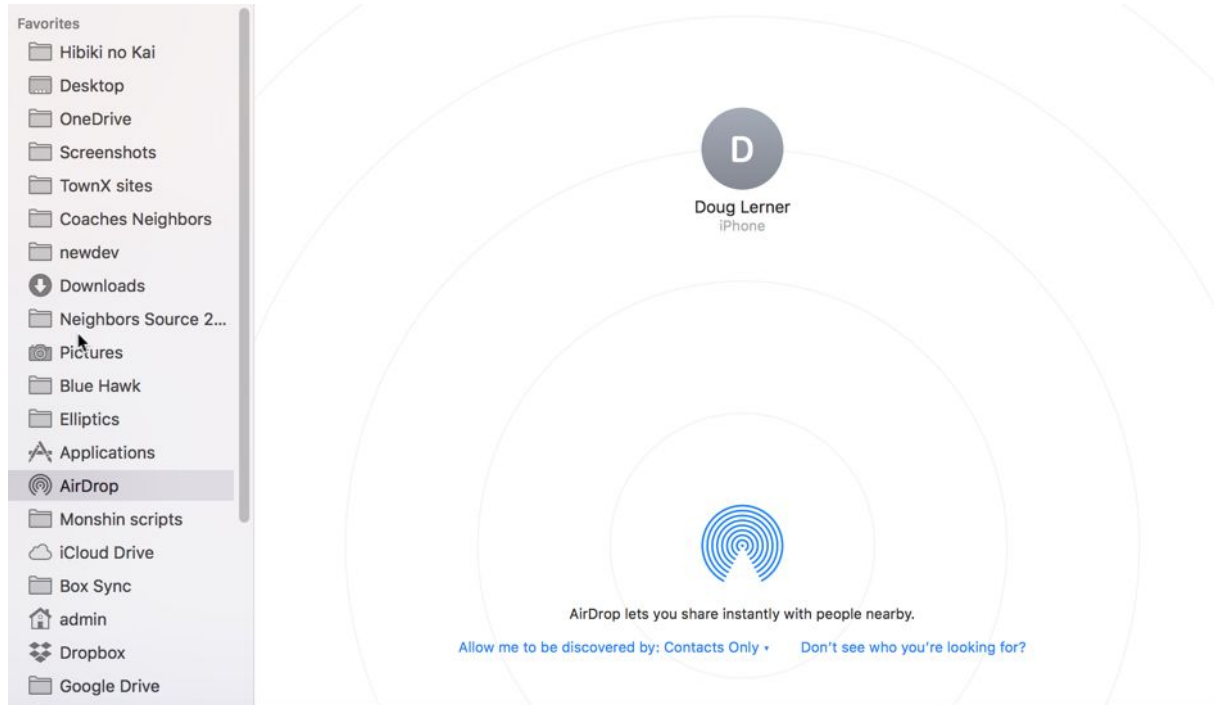 Favorites
Hibiki no Kai
Desktop
OneDrive
Screenshots
TownX sites
Coaches Neighbors
newdev
Downloads
Neighbors Source 2...
Pictures
Blue Hawk
Elliptics
Applications
AirDrop
Monshin scripts
iCloud Drive
Box Sync
admin
Dropbox
Google Drive
D
Doug Lerner
iPhone
AirDrop lets you share instantly with people nearby.
Allow me to be discovered by: Contacts Only Don't see who you're looking for?